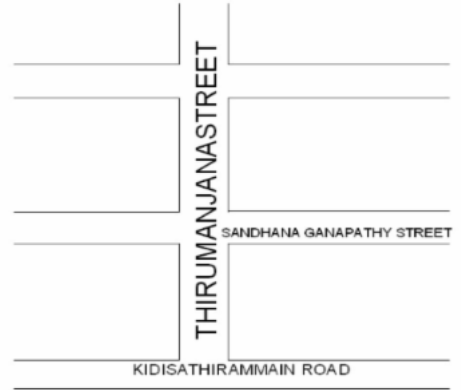 THIRUMANJANASTREET
SANDHANA GANAPATHY STREET
KIDISATHIRAMMAIN ROAD